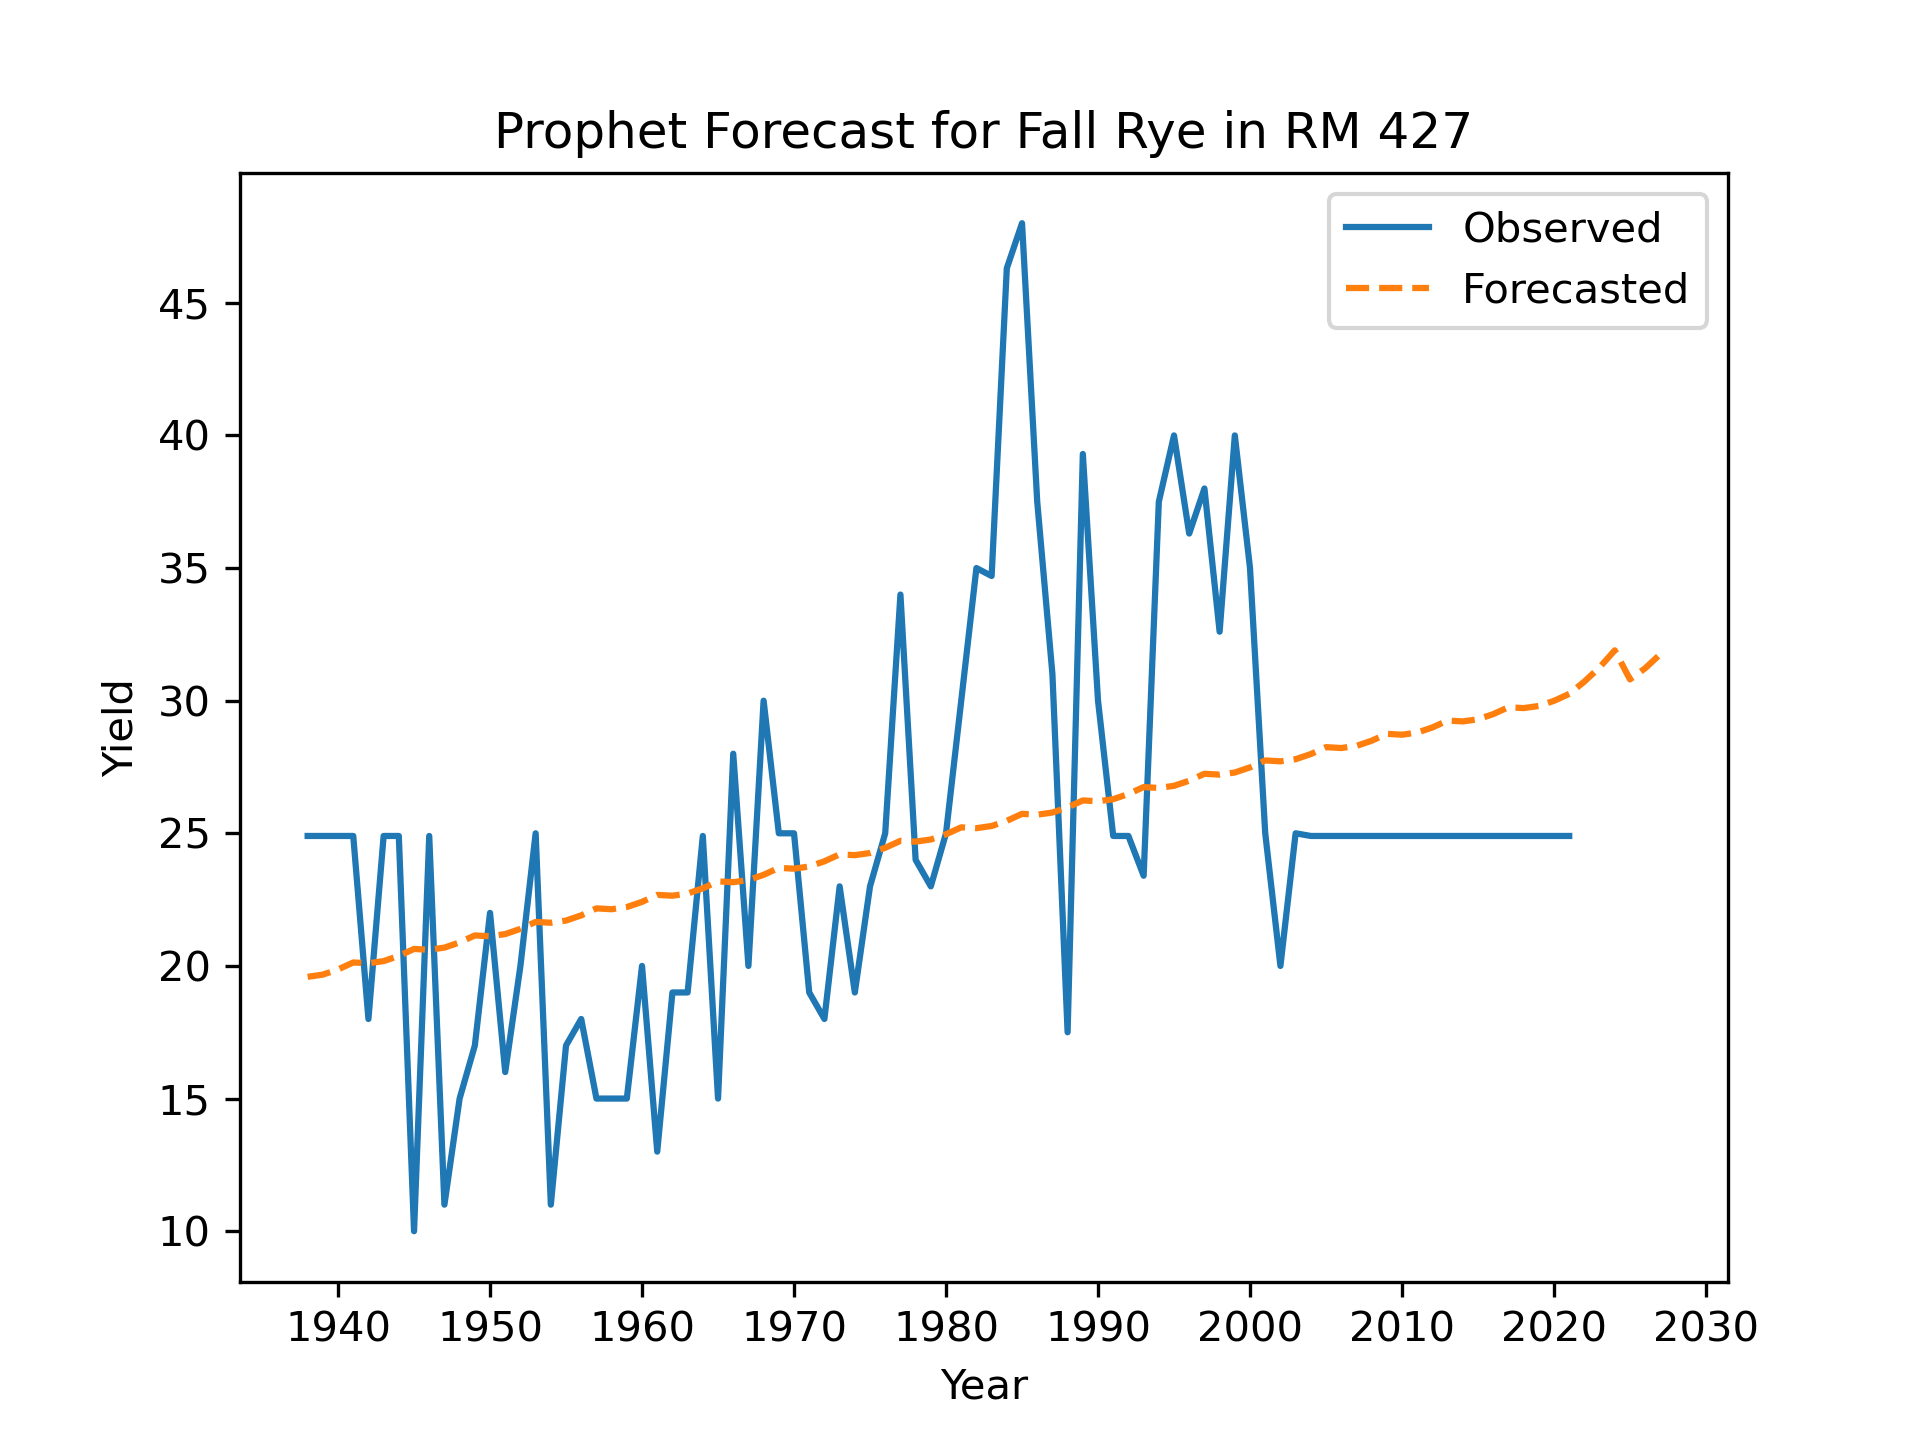 Prophet Forecast for Fall Rye in RM 427
Observed
Forecasted
45
40
35
30
25
20
15
10
Yield
1940 1950 1960 1970 1980 1990 2000 2010 2020 2030
Year